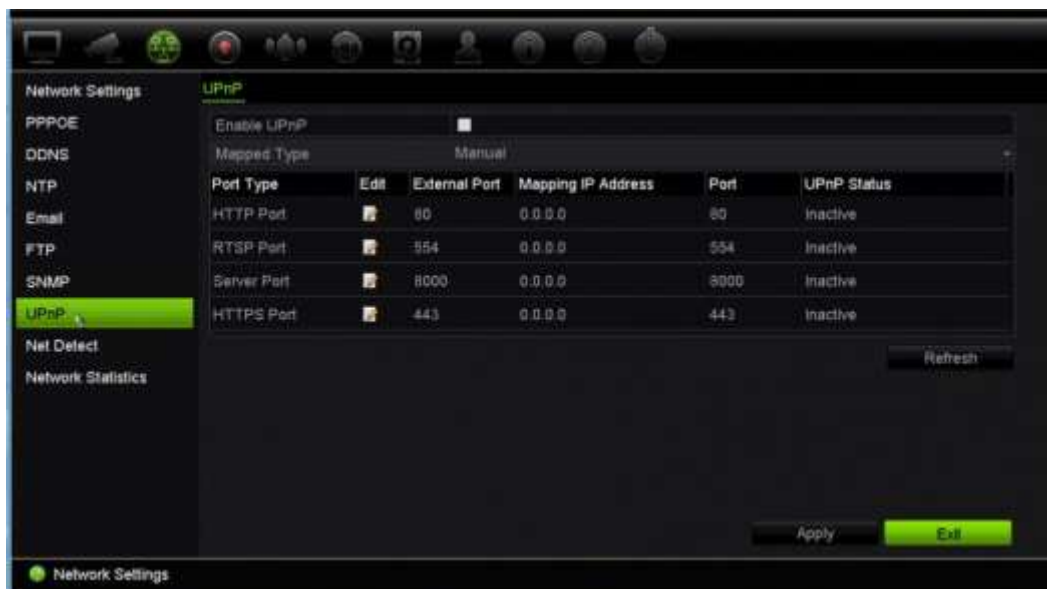 Network Settings
UPnP
PPPOE
Enable UPnP
DDNS
Mapped Type Manual
NTP
Port Type Edit External Port Mapping IP Address Port UPnP Status
Email
HTTP Port 80 0.0.0.0 80 Inactive
FTP
RTSP Port 554 0.0.0.0 554 Inactive
SNMP
Server Port 8000 0.0.0.0 8000 Inactive
UPnP
HTTPS Port 443 0.0.0.0 443 Inactive
Net Detect
Refresh
Network Statistics
Apply Exit
Network Settings